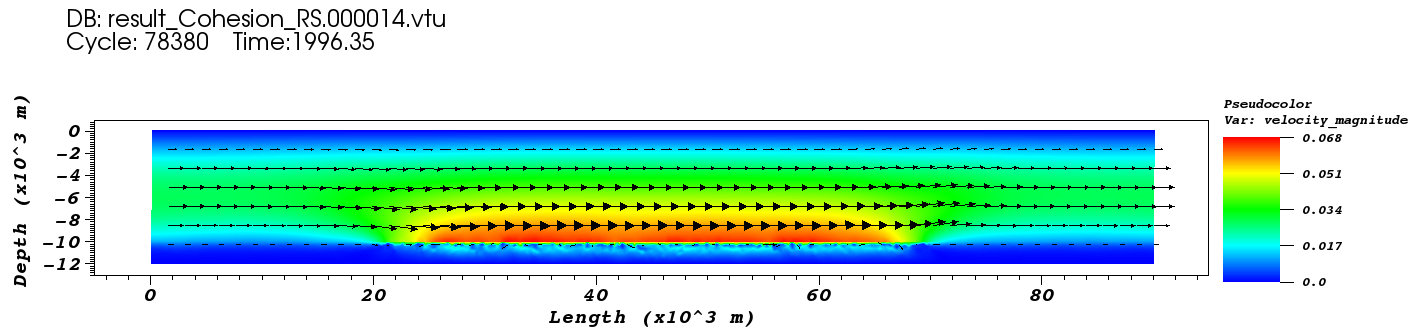 DB: result_Cohesion_RS.000014.vtu
Cycle: 78380 Time:1996.35
Pseudocolor
Var: velocity_magnitude
0.068
0.051
0.034
0.017
0.0
Depth (x10^3 m)
0
-2
-4
-6
-8
-10
-12
0 20 40 60 80
Length (x10^3 m)